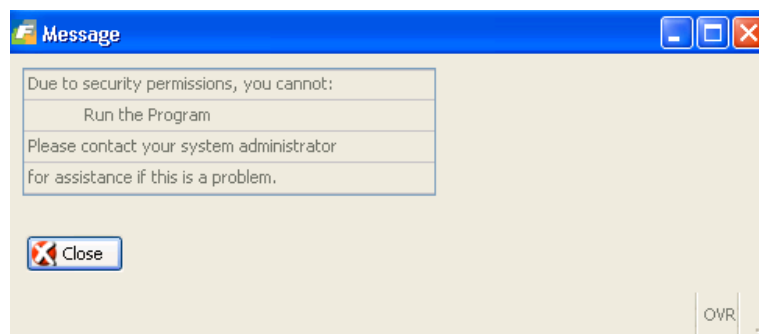 Message
Due to security permissions, you cannot:
Run the Program
Please contact your system administrator
for assistance if this is a problem.
Close
OVR